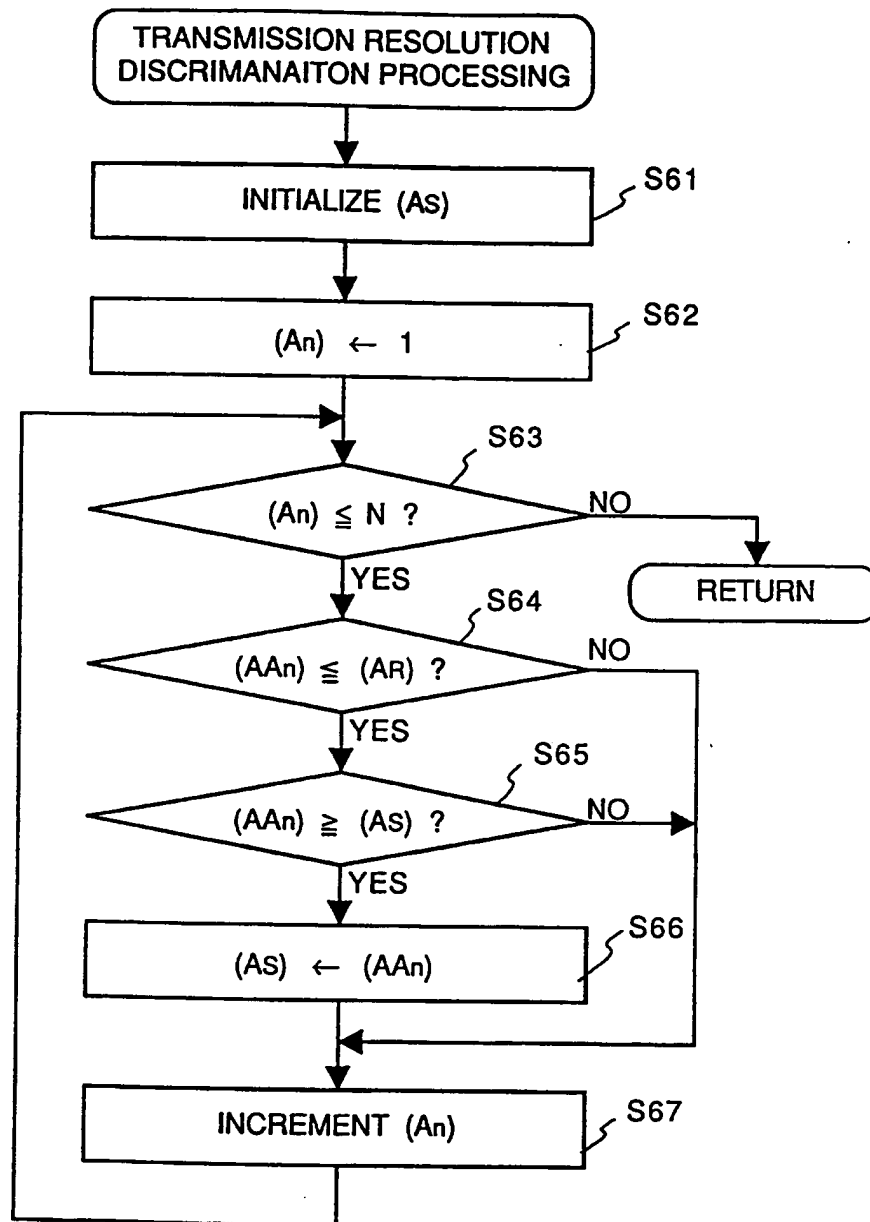 TRANSMISSION RESOLUTION
DISCRIMANAITON PROCESSING
INITIALIZE (AS)
S61
(An) ← 1
S62
S63
(An) ≦ N ?
NO
YES
RETURN
S64
(AAn) ≦ (AR) ?
NO
YES
S65
(AAn) ≧ (AS) ?
NO
YES
S66
(AS) ← (AAn)
INCREMENT (An)
S67